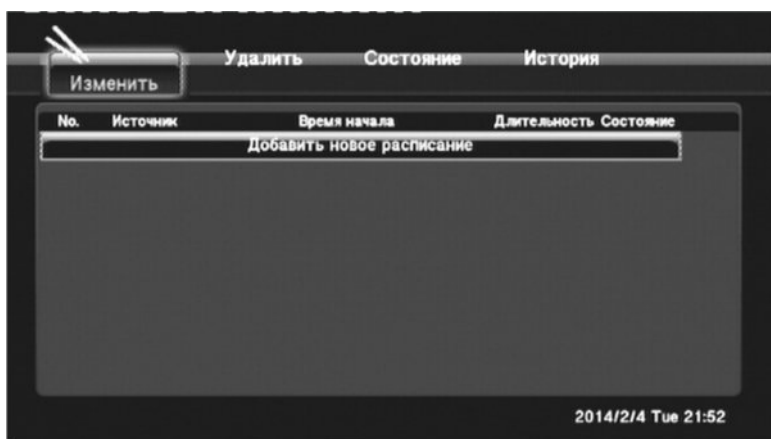 Изменить Удалить Состояние История
No. Источник Время начала Длительность Состояние
Добавить новое расписание
2014/2/4 Tue 21:52